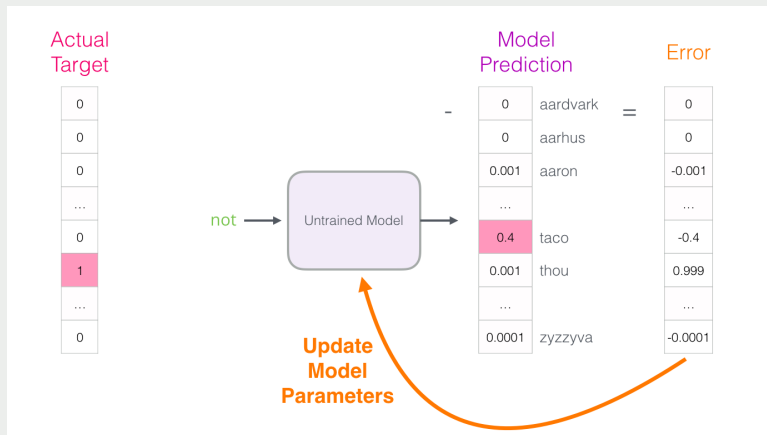 Actual
Target
Model
Prediction
Error
0
0
0
...
0
1
...
0
not
Untrained Model
-
0 aardvark
0 aarhus
0.001 aaron
...
0.4 taco
0.001 thou
...
0.0001 zyzzyva
=
0
0
-0.001
...
-0.4
0.999
...
-0.0001
Update
Model
Parameters